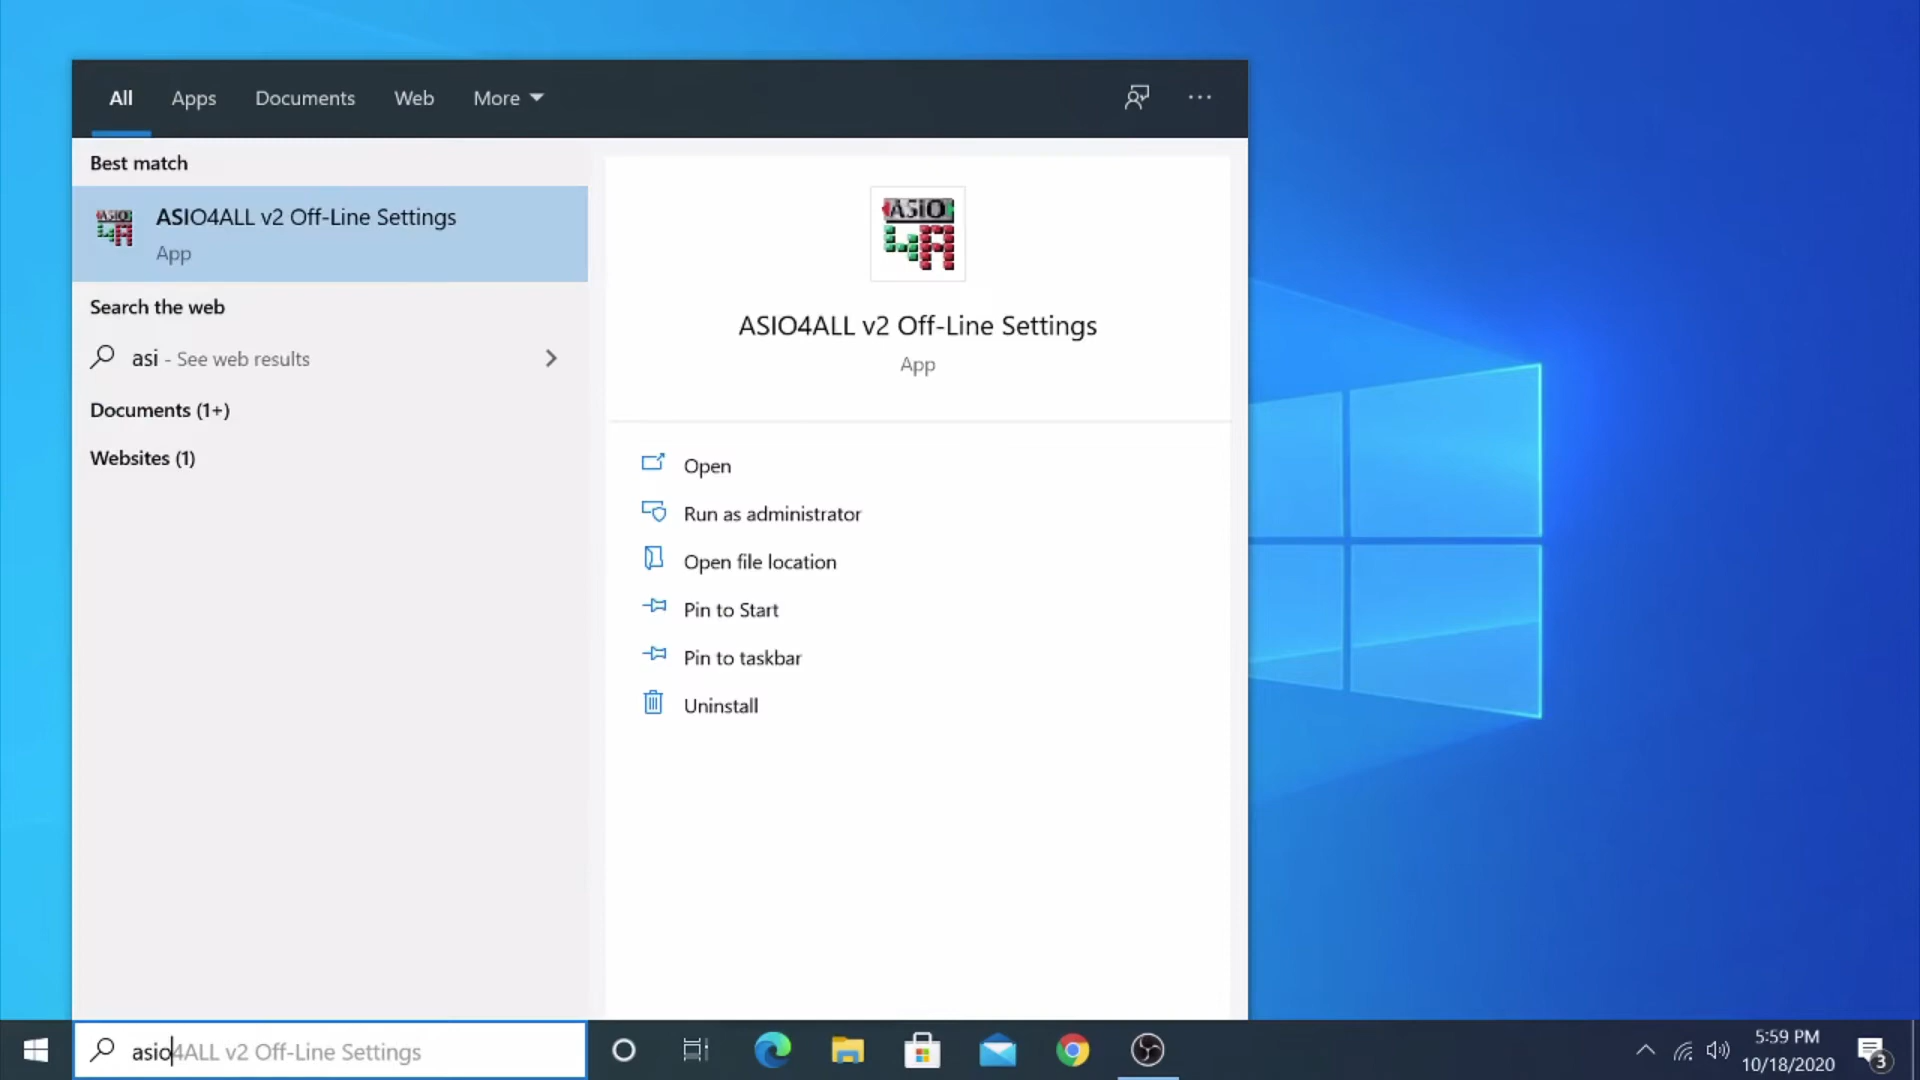 All Apps Documents Web More
Best match
ASIO4ALL v2 Off-Line Settings
App
Search the web
asi - See web results
Documents (1+)
Websites (1)
ASIO
4A
ASIO4ALL v2 Off-Line Settings
App
Open
Run as administrator
Open file location
Pin to Start
Pin to taskbar
Uninstall
asio4ALL v2 Off-Line Settings
5:59 PM
10/18/2020
3